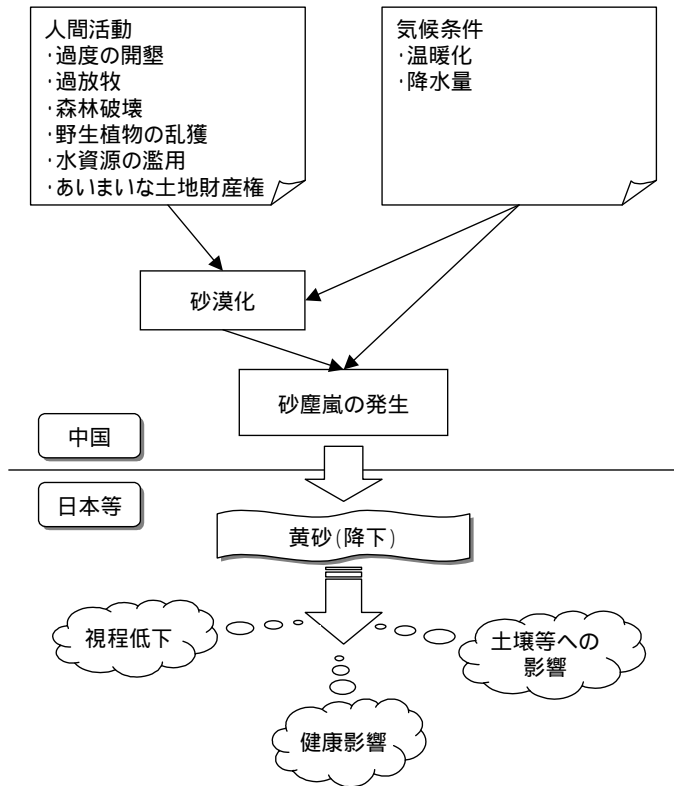 人間活動
·過度の開墾
·過放牧
·森林破壊
·野生植物の乱獲
·水資源の濫用
·あいまいな土地財産権
気候条件
·温暖化
·降水量
砂漠化
砂塵嵐の発生
中国
日本等
黄砂(降下)
視程低下
土壌等への
影響
健康影響